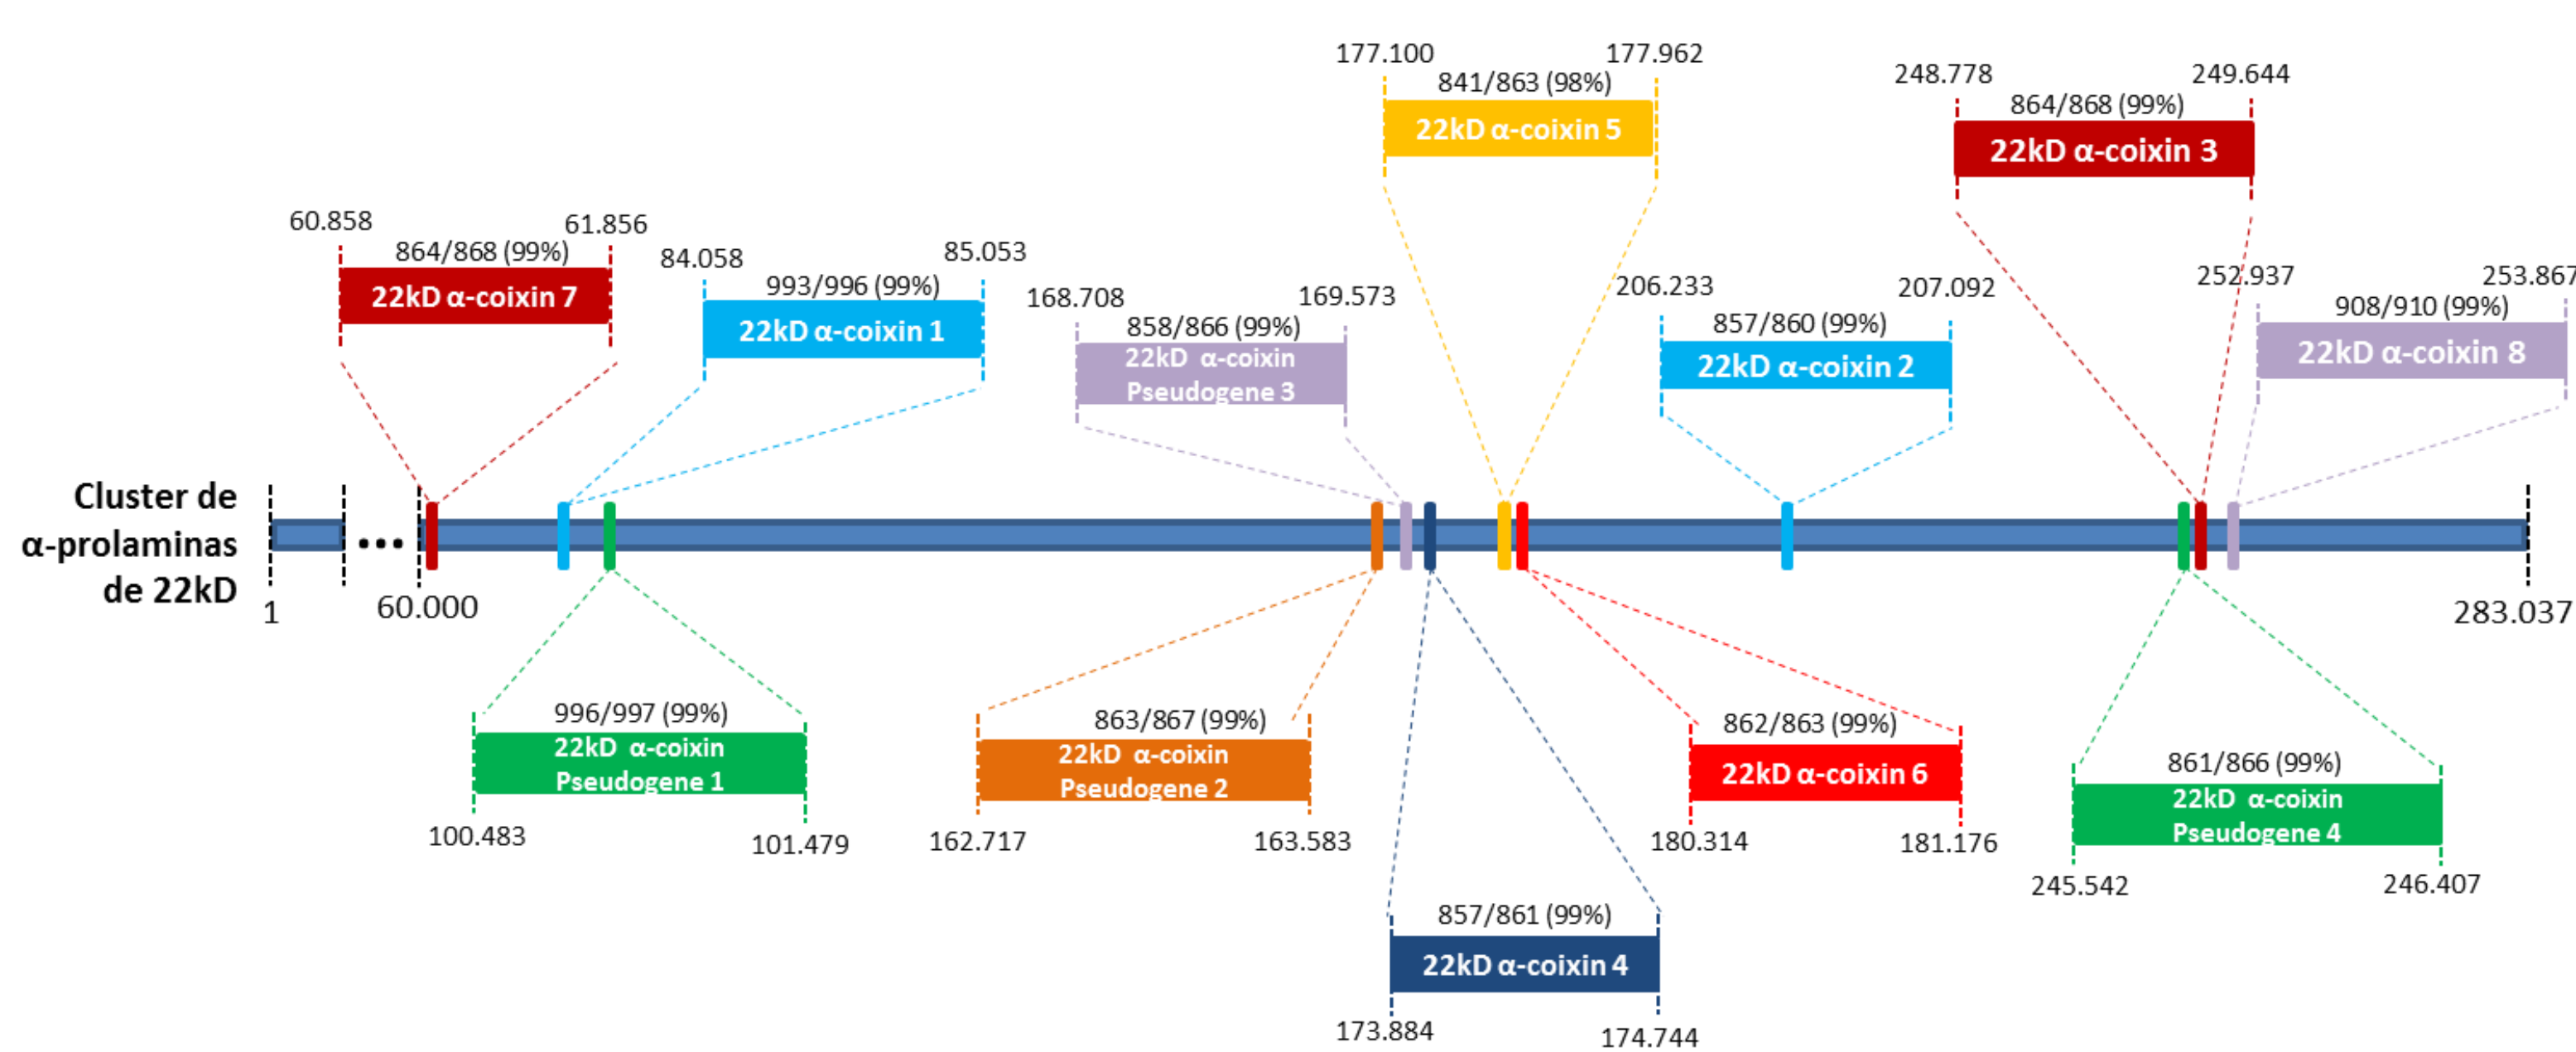 177.100
177.962
841/863 (98%)
22kD α-coixin 5
248.778
249.644
864/868 (99%)
22kD α-coixin 3
60.858
61.856
864/868 (99%)
22kD α-coixin 7
84.058
85.053
993/996 (99%)
22kD α-coixin 1
168.708
169.573
858/866 (99%)
22kD α-coixin
Pseudogene 3
206.233
207.092
857/860 (99%)
22kD α-coixin 2
252.937
253.867
908/910 (99%)
22kD α-coixin 8
Cluster de
α-prolaminas
de 22kD
1
...
60.000
283.037
996/997 (99%)
22kD α-coixin
Pseudogene 1
100.483
101.479
863/867 (99%)
22kD α-coixin
Pseudogene 2
162.717
163.583
862/863 (99%)
22kD α-coixin 6
180.314
181.176
861/866 (99%)
22kD α-coixin
Pseudogene 4
245.542
246.407
857/861 (99%)
22kD α-coixin 4
173.884
174.744